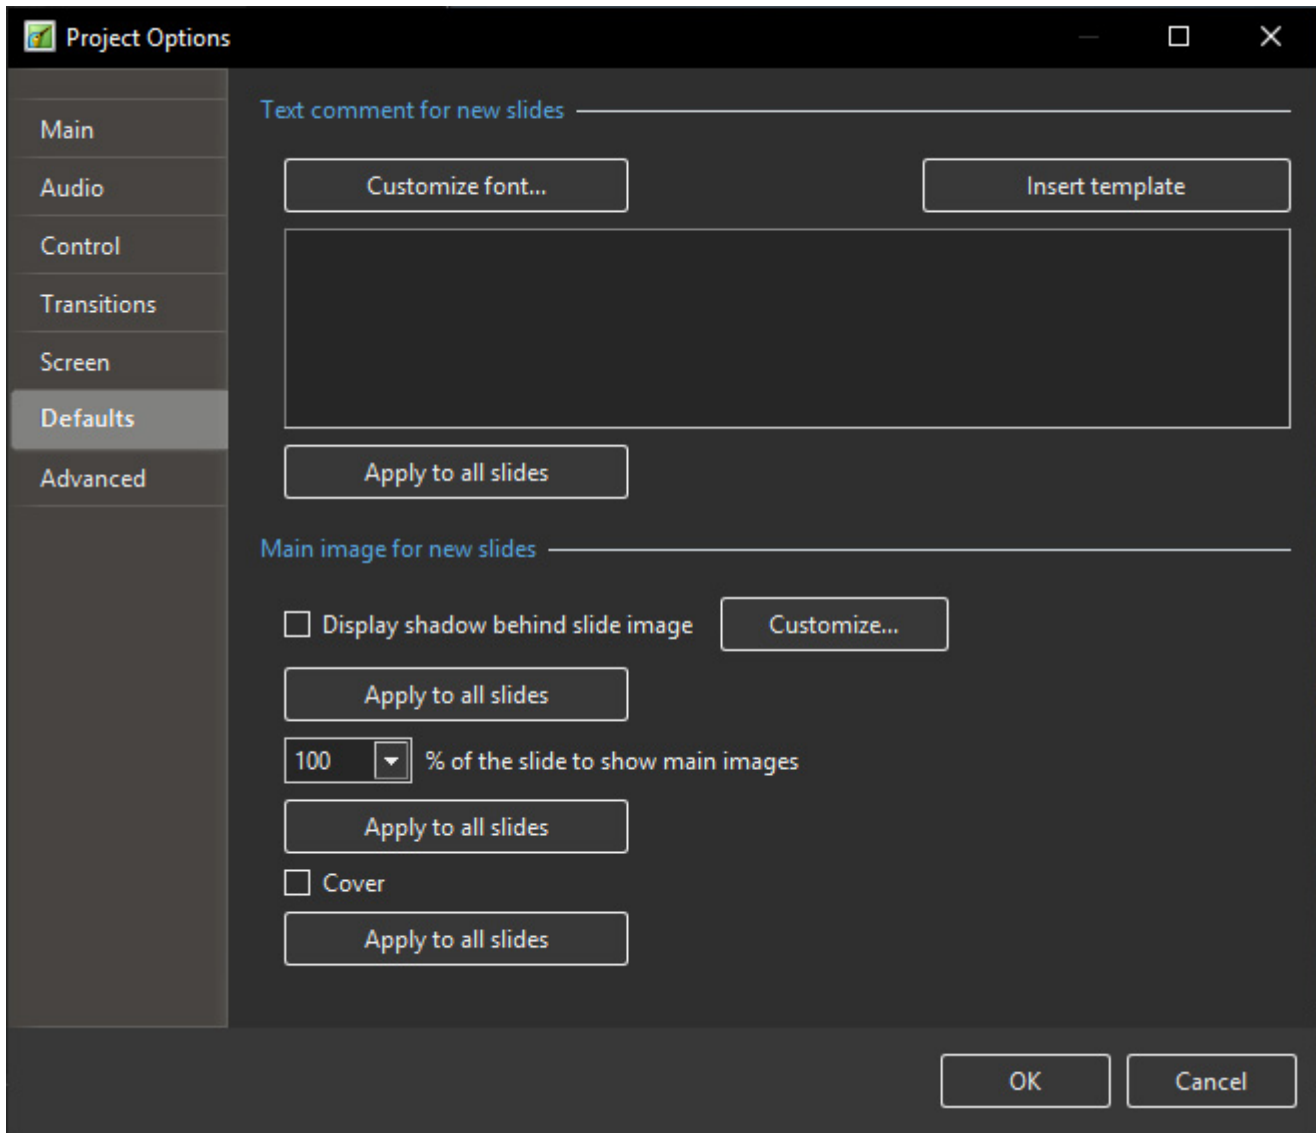 Project Options
Main
Audio
Control
Transitions
Screen
Defaults
Advanced
Text comment for new slides
Customize font... Insert template
Apply to all slides
Main image for new slides
Display shadow behind slide image Customize...
Apply to all slides
100 % of the slide to show main images
Apply to all slides
Cover
Apply to all slides
OK Cancel